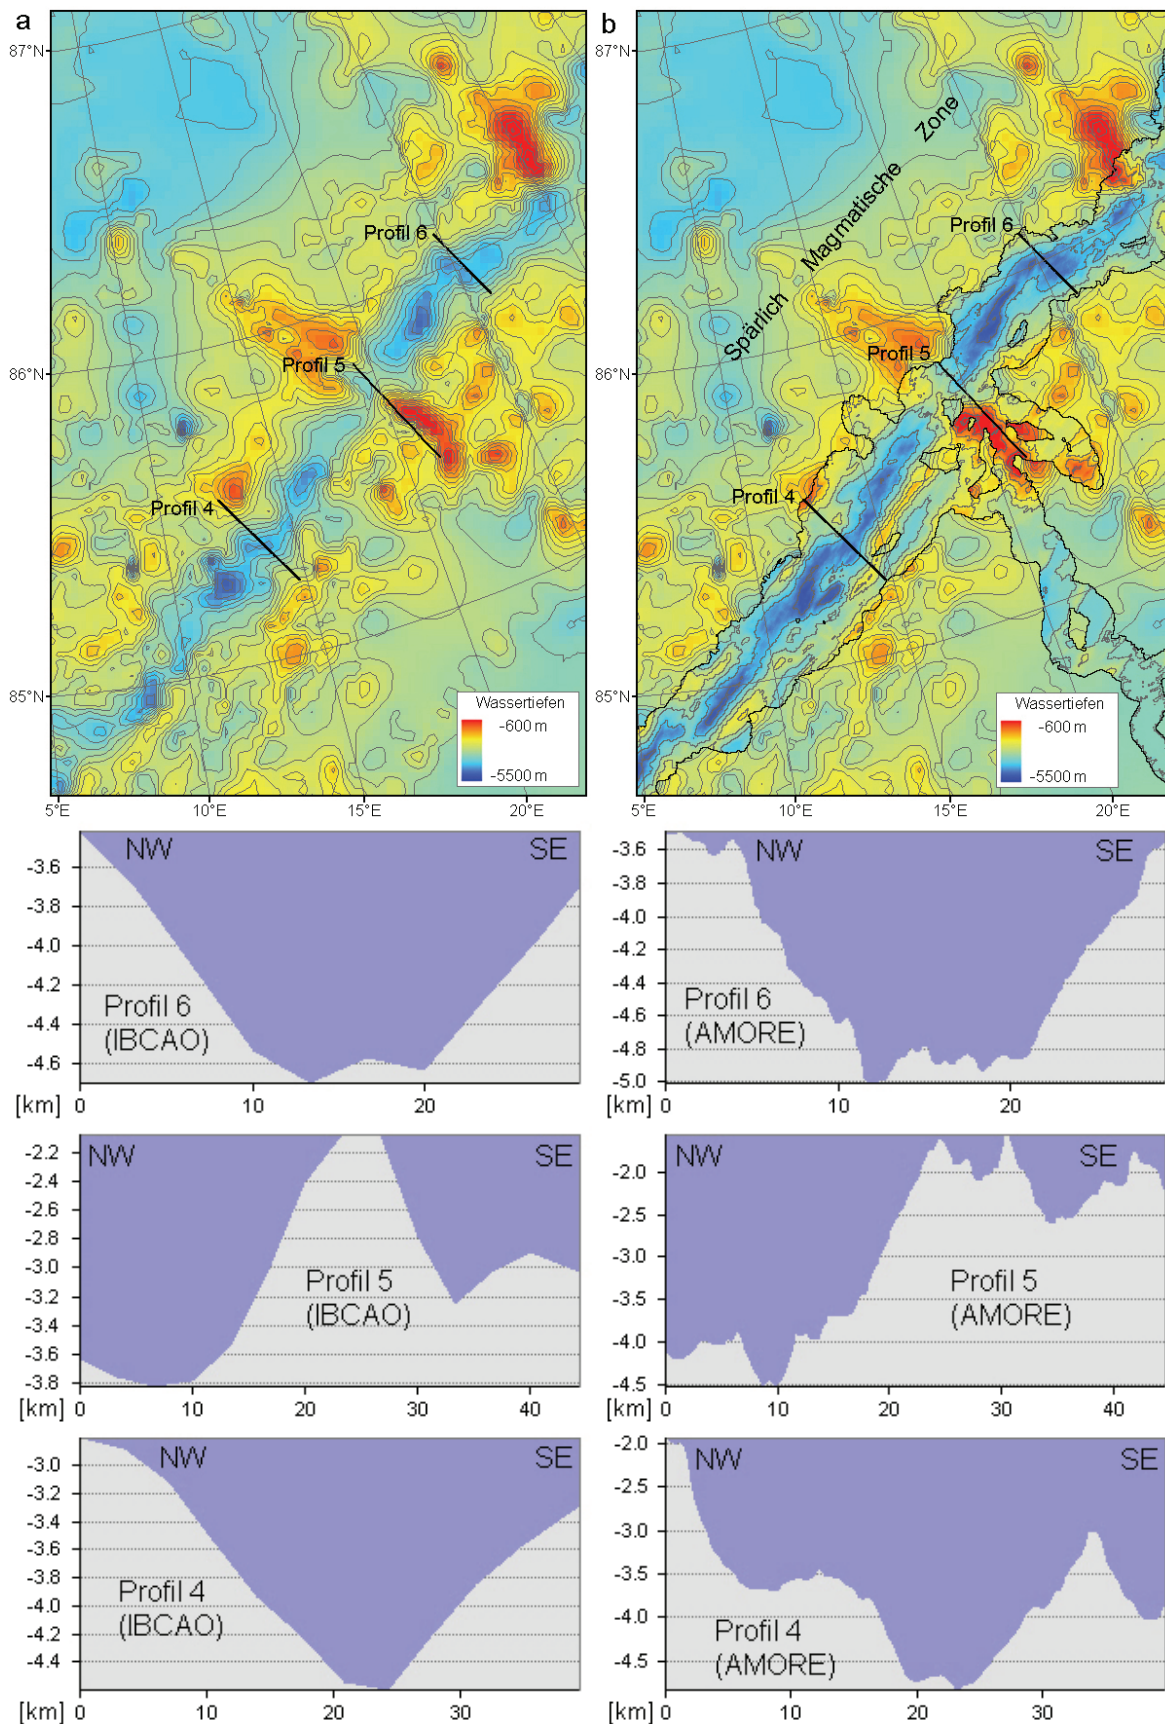 a
87°N
86°N
85°N
5°E
10°E
15°E
20°E
Profil 6
Profil 5
Profil 4
Wassertiefen
-600 m
-5500 m
b
87°N
86°N
85°N
5°E
10°E
15°E
20°E
Spärlich Magmatische Zone
Profil 6
Profil 5
Profil 4
Wassertiefen
-600 m
-5500 m
NW
SE
-3.6
-3.8
-4.0
-4.2
-4.4
-4.6
Profil 6
(IBCAO)
[km] 0 10 20
NW
SE
-3.6
-3.8
-4.0
-4.2
-4.4
-4.6
-4.8
-5.0
Profil 6
(AMORE)
[km] 0 10 20
NW
SE
-2.2
-2.4
-2.6
-2.8
-3.0
-3.2
-3.4
-3.6
-3.8
Profil 5
(IBCAO)
[km] 0 10 20 30 40
NW
SE
-2.0
-2.5
-3.0
-3.5
-4.0
-4.5
Profil 5
(AMORE)
[km] 0 10 20 30 40
NW
SE
-3.0
-3.2
-3.4
-3.6
-3.8
-4.0
-4.2
-4.4
Profil 4
(IBCAO)
[km] 0 10 20 30
NW
SE
-2.0
-2.5
-3.0
-3.5
-4.0
-4.5
Profil 4
(AMORE)
[km] 0 10 20 30